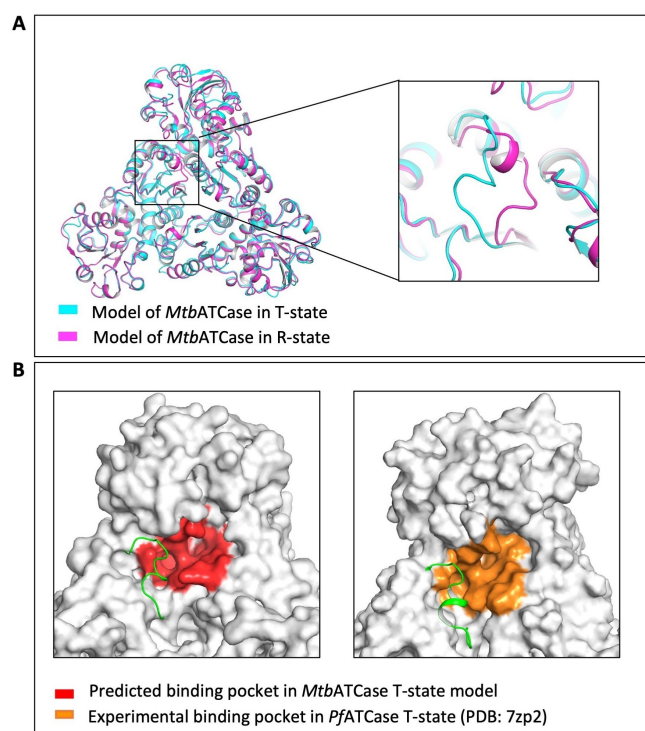 A
Model of MtbATCase in T-state
Model of MtbATCase in R-state
B
Predicted binding pocket in MtbATCase T-state model
Experimental binding pocket in PfATCase T-state (PDB: 7zp2)